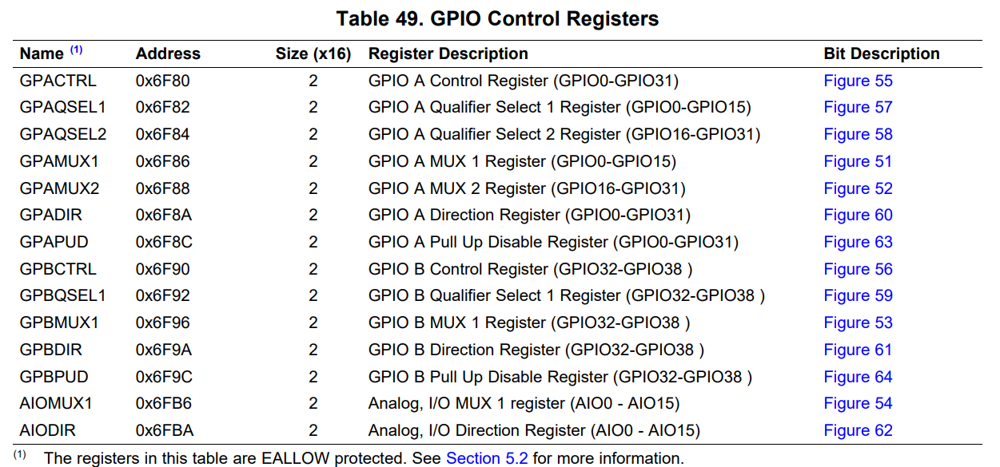 Table 49. GPIO Control Registers
Name (1) Address Size (x16) Register Description Bit Description
GPACTRL 0x6F80 2 GPIO A Control Register (GPIO0-GPIO31) Figure 55
GPAQSEL1 0x6F82 2 GPIO A Qualifier Select 1 Register (GPIO0-GPIO15) Figure 57
GPAQSEL2 0x6F84 2 GPIO A Qualifier Select 2 Register (GPIO16-GPIO31) Figure 58
GPAMUX1 0x6F86 2 GPIO A MUX 1 Register (GPIO0-GPIO15) Figure 51
GPAMUX2 0x6F88 2 GPIO A MUX 2 Register (GPIO16-GPIO31) Figure 52
GPADIR 0x6F8A 2 GPIO A Direction Register (GPIO0-GPIO31) Figure 60
GPAPUD 0x6F8C 2 GPIO A Pull Up Disable Register (GPIO0-GPIO31) Figure 63
GPBCTRL 0x6F90 2 GPIO B Control Register (GPIO32-GPIO38 ) Figure 56
GPBQSEL1 0x6F92 2 GPIO B Qualifier Select 1 Register (GPIO32-GPIO38 ) Figure 59
GPBMUX1 0x6F96 2 GPIO B MUX 1 Register (GPIO32-GPIO38 ) Figure 53
GPBDIR 0x6F9A 2 GPIO B Direction Register (GPIO32-GPIO38 ) Figure 61
GPBPUD 0x6F9C 2 GPIO B Pull Up Disable Register (GPIO32-GPIO38 ) Figure 64
AIOMUX1 0x6FB6 2 Analog, I/O MUX 1 register (AIO0 - AIO15) Figure 54
AIODIR 0x6FBA 2 Analog, I/O Direction Register (AIO0 - AIO15) Figure 62
(1) The registers in this table are EALLOW protected. See Section 5.2 for more information.